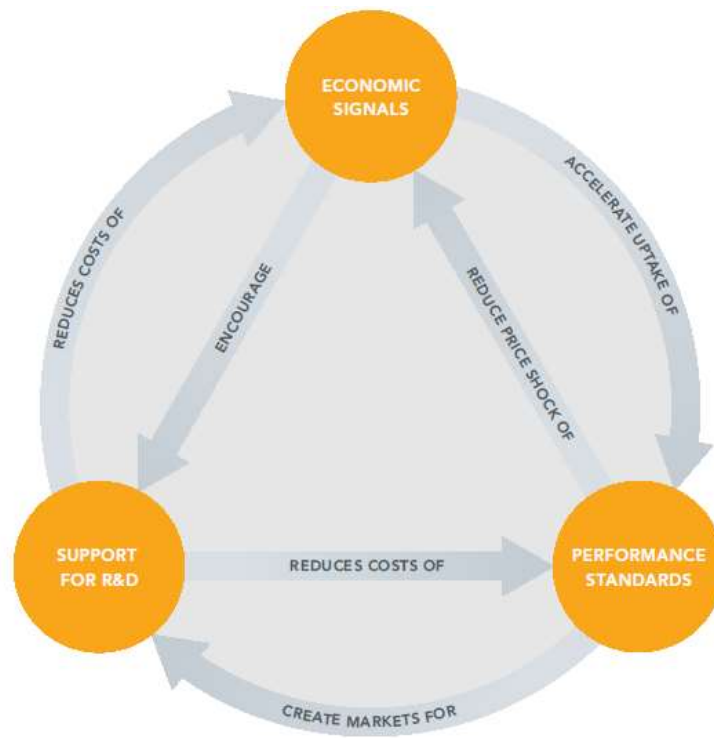 ECONOMIC
SIGNALS
REDUCES COSTS OF
ENCOURAGE
REDUCE PRICE SHOCK OF
ACCELERATE UPTAKE OF
SUPPORT
FOR R&D
REDUCES COSTS OF
PERFORMANCE
STANDARDS
CREATE MARKETS FOR